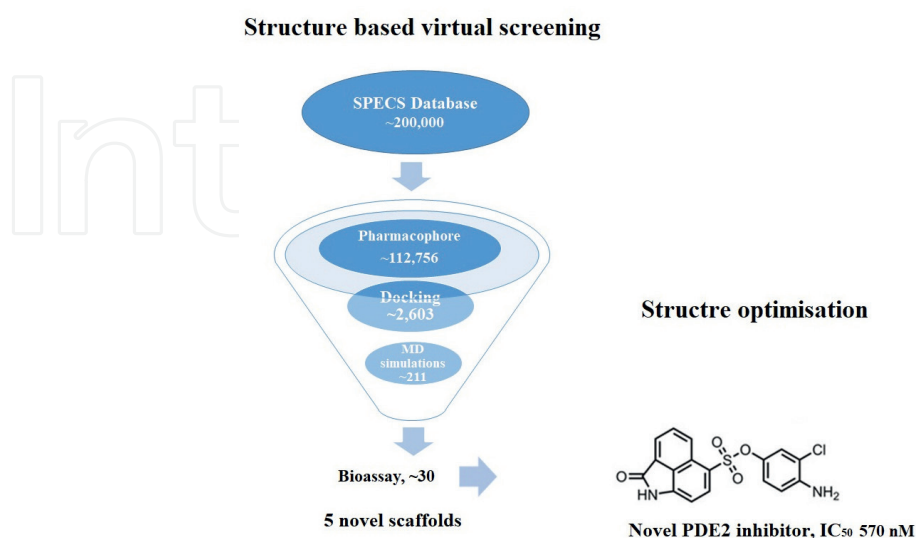 Structure based virtual screening
Int
SPECS Database
~200,000
Pharmacophore
~112,756
Docking
~2,603
MD
simulations
~211
Bioassay, ~30
5 novel scaffolds
Structre optimisation
O
HN
O
S
O
O
Cl
NH₂
Novel PDE2 inhibitor, IC₅₀ 570 nM